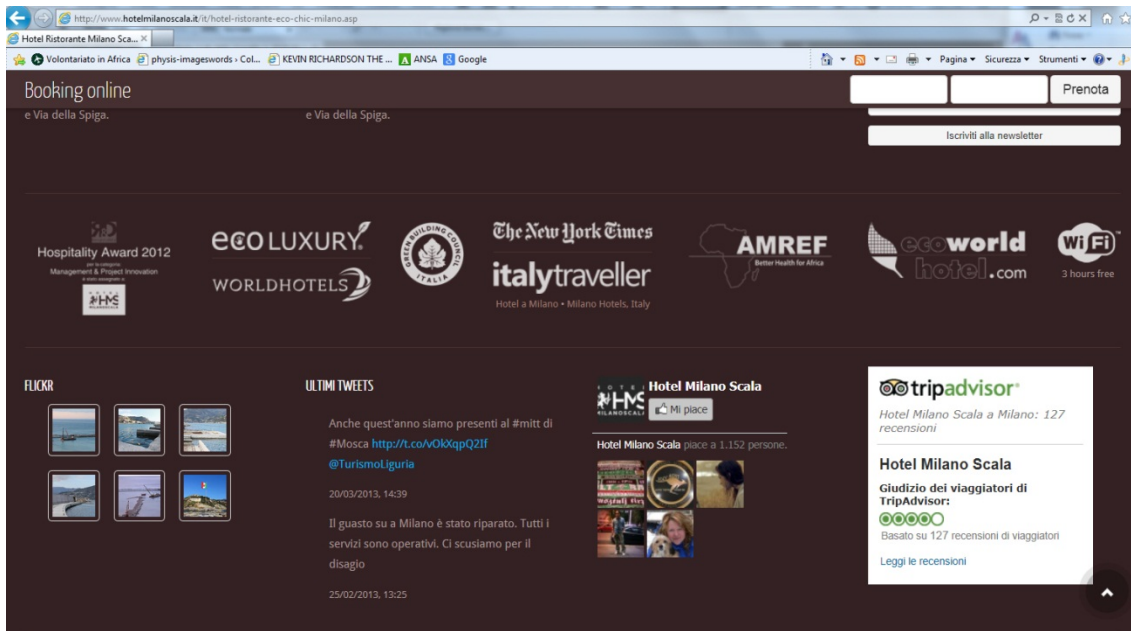 http://www.hotelmilanoscala.it/it/hotel-ristorante-eco-chic-milano.asp
Hotel Ristorante Milano Sca...
Volontariato in Africa physis-imageswords › Col... KEVIN RICHARDSON THE ... ANSA Google
Pagina Sicurezza Strumenti
Booking online
Prenota
e Via della Spiga. e Via della Spiga.
Iscriviti alla newsletter
Hospitality Award 2012
Management & Project Innovation
HMS
MILANOSCALA
ecoLUXURY
WORLDHOTELS
GREEN BUILDING COUNCIL
ITALIA
The New York Times
italytraveller
Hotel a Milano • Milano Hotels, Italy
AMREF
Better Health for Africa
ecoworld
hotel.com
WiFi
3 hours free
FLICKR
ULTIMI TWEETS
Anche quest'anno siamo presenti al #mitt di
#Mosca http://t.co/vOkXqpQ2If
@TurismoLiguria
20/03/2013, 14:39
Il guasto su a Milano è stato riparato. Tutti i
servizi sono operativi. Ci scusiamo per il
disagio
25/02/2013, 13:25
HOTEL
HMS
MILANOSCALA
Hotel Milano Scala
Mi piace
Hotel Milano Scala piace a 1.152 persone.
tripadvisor
Hotel Milano Scala a Milano: 127
recensioni
Hotel Milano Scala
Giudizio dei viaggiatori di
TripAdvisor:
Basato su 127 recensioni di viaggiatori
Leggi le recensioni